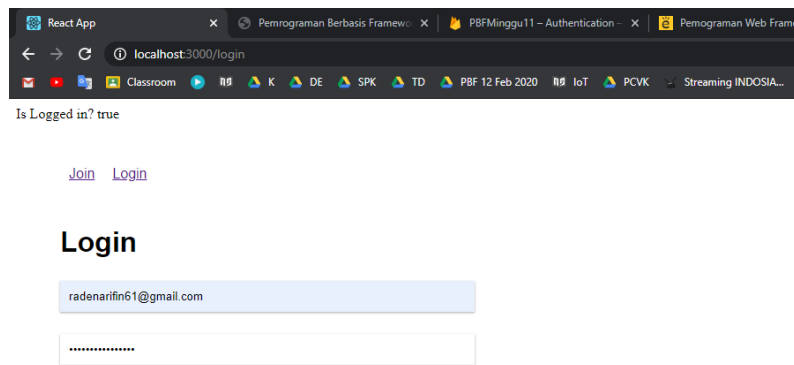 React App Pemrograman Berbasis Framewo PBFMinggu11 – Authentication – Pemograman Web Fram
localhost:3000/login
Classroom K DE SPK TD PBF 12 Feb 2020 IoT PCVK Streaming INDOSIA...
Is Logged in? true
Join Login
Login
radenarifin61@gmail.com
••••••••••••••••